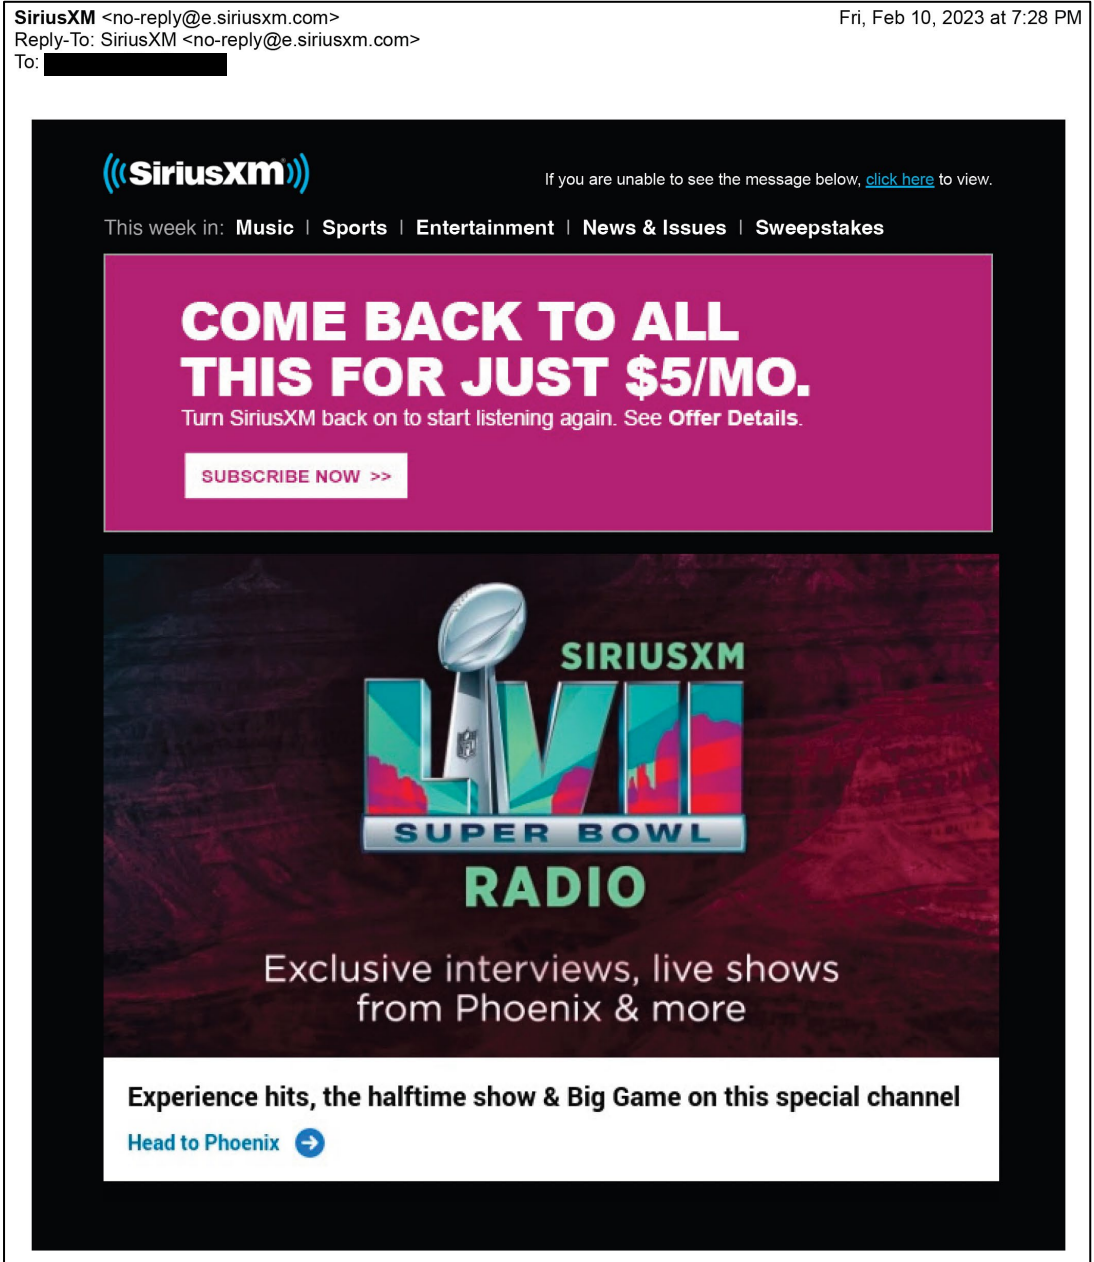 SiriusXM <no-reply@e.siriusxm.com> Fri, Feb 10, 2023 at 7:28 PM
Reply-To: SiriusXM <no-reply@e.siriusxm.com>
To:
SiriusXM
If you are unable to see the message below, click here to view.
This week in: Music | Sports | Entertainment | News & Issues | Sweepstakes
COME BACK TO ALL
THIS FOR JUST $5/MO.
Turn SiriusXM back on to start listening again. See Offer Details.
SUBSCRIBE NOW >>
SIRIUSXM
LVII
NFL
SUPER BOWL
RADIO
Exclusive interviews, live shows
from Phoenix & more
Experience hits, the halftime show & Big Game on this special channel
Head to Phoenix